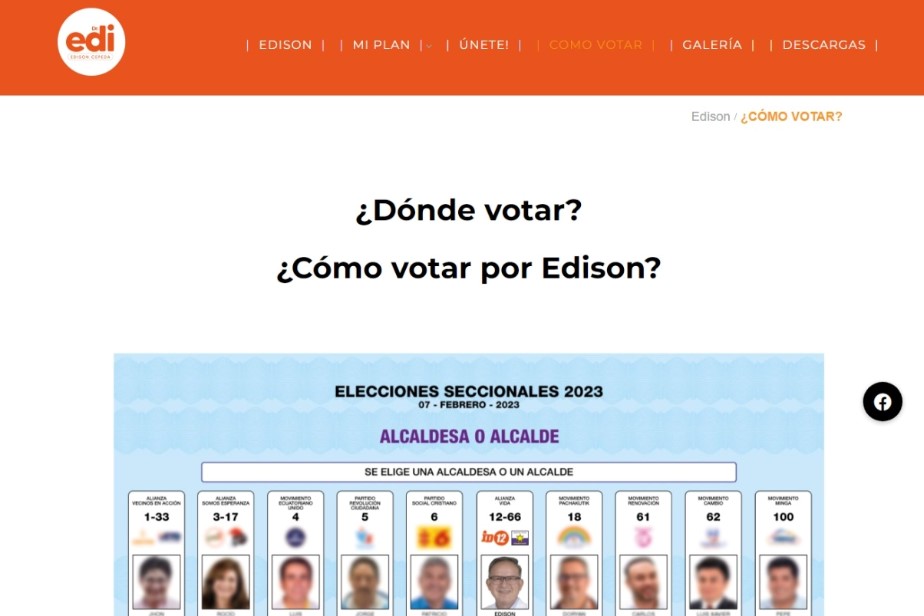 Dr.
edi
EDISON CEPEDA
| EDISON | | MI PLAN | | ÚNETE! | | COMO VOTAR | | GALERÍA | | DESCARGAS |
Edison / ¿CÓMO VOTAR?
¿Dónde votar?
¿Cómo votar por Edison?
ELECCIONES SECCIONALES 2023
07 - FEBRERO - 2023
ALCALDESA O ALCALDE
SE ELIGE UNA ALCALDESA O UN ALCALDE
ALIANZA
VECINOS EN ACCIÓN
1-33
ALIANZA
SOMOS ESPERANZA
3-17
MOVIMIENTO
ECUATORIANO
UNIDO
4
PARTIDO
REVOLUCIÓN
CIUDADANA
5
PARTIDO
SOCIAL CRISTIANO
6
6
ALIANZA
VIDA
12-66
iD12
MOVIMIENTO
PACHAKUTIK
18
MOVIMIENTO
RENOVACIÓN
61
MOVIMIENTO
CAMBIO
62
MOVIMIENTO
MINGA
100
JHON
ROCIO
LUIS
JORGE
PATRICIO
EDISON
DORIAN
CARLOS
LUIS XAVIER
PEPE